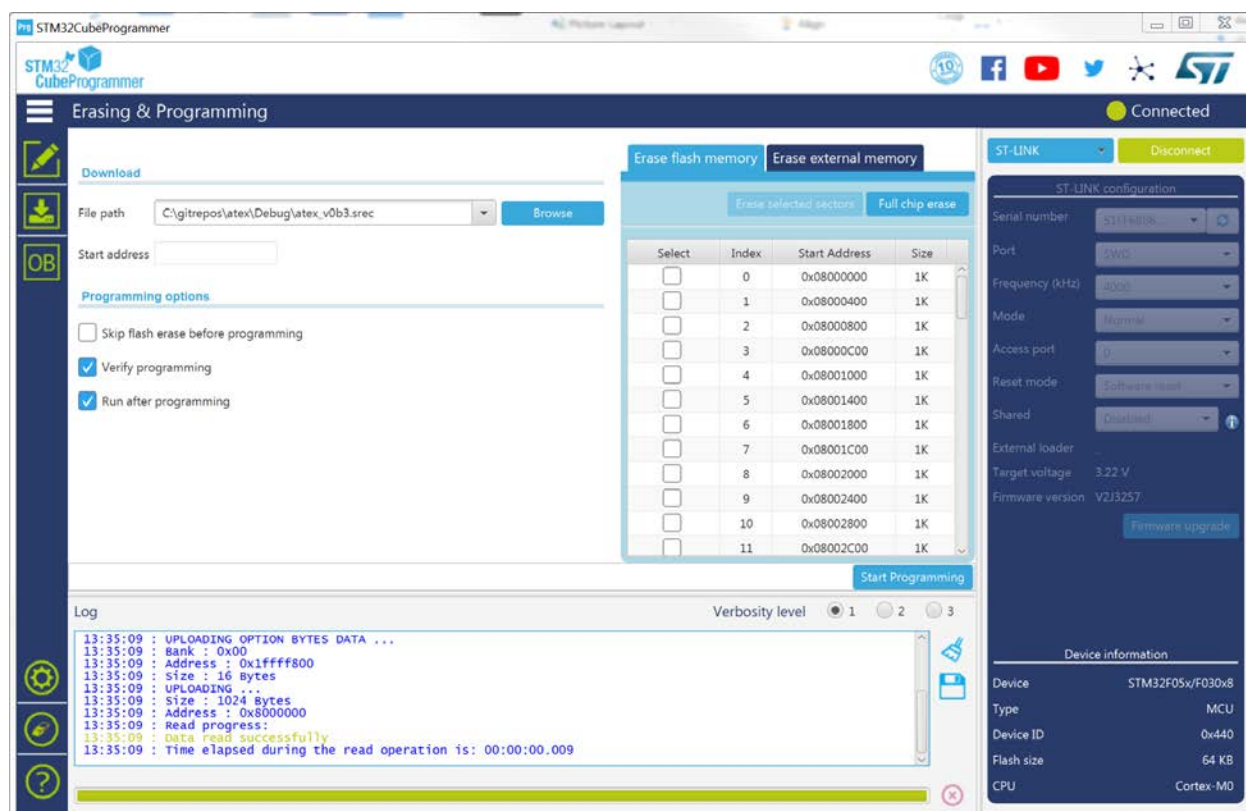 Prg STM32CubeProgrammer
STM32
CubeProgrammer
10
ST
Erasing & Programming
Connected
Download
File path C:\gitrepos\atex\Debug\atex_v0b3.srec Browse
Start address
Programming options
Skip flash erase before programming
Verify programming
Run after programming
OB
Erase flash memory Erase external memory
Erase selected sectors Full chip erase
Select Index Start Address Size
0 0x08000000 1K
1 0x08000400 1K
2 0x08000800 1K
3 0x08000C00 1K
4 0x08001000 1K
5 0x08001400 1K
6 0x08001800 1K
7 0x08001C00 1K
8 0x08002000 1K
9 0x08002400 1K
10 0x08002800 1K
11 0x08002C00 1K
Start Programming
Log Verbosity level 1 2 3
13:35:09 : UPLOADING OPTION BYTES DATA ...
13:35:09 : Bank : 0x00
13:35:09 : Address : 0x1ffff800
13:35:09 : Size : 16 Bytes
13:35:09 : UPLOADING ...
13:35:09 : Size : 1024 Bytes
13:35:09 : Address : 0x8000000
13:35:09 : Read progress:
13:35:09 : Data read successfully
13:35:09 : Time elapsed during the read operation is: 00:00:00.009
ST-LINK Disconnect
ST-LINK configuration
Serial number
Port SWD
Frequency (kHz) 4000
Mode Normal
Access port 0
Reset mode Software reset
Shared Disabled
External loader _
Target voltage 3.22 V
Firmware version V2J32S7
Firmware upgrade
Device information
Device STM32F05x/F030x8
Type MCU
Device ID 0x440
Flash size 64 KB
CPU Cortex-M0